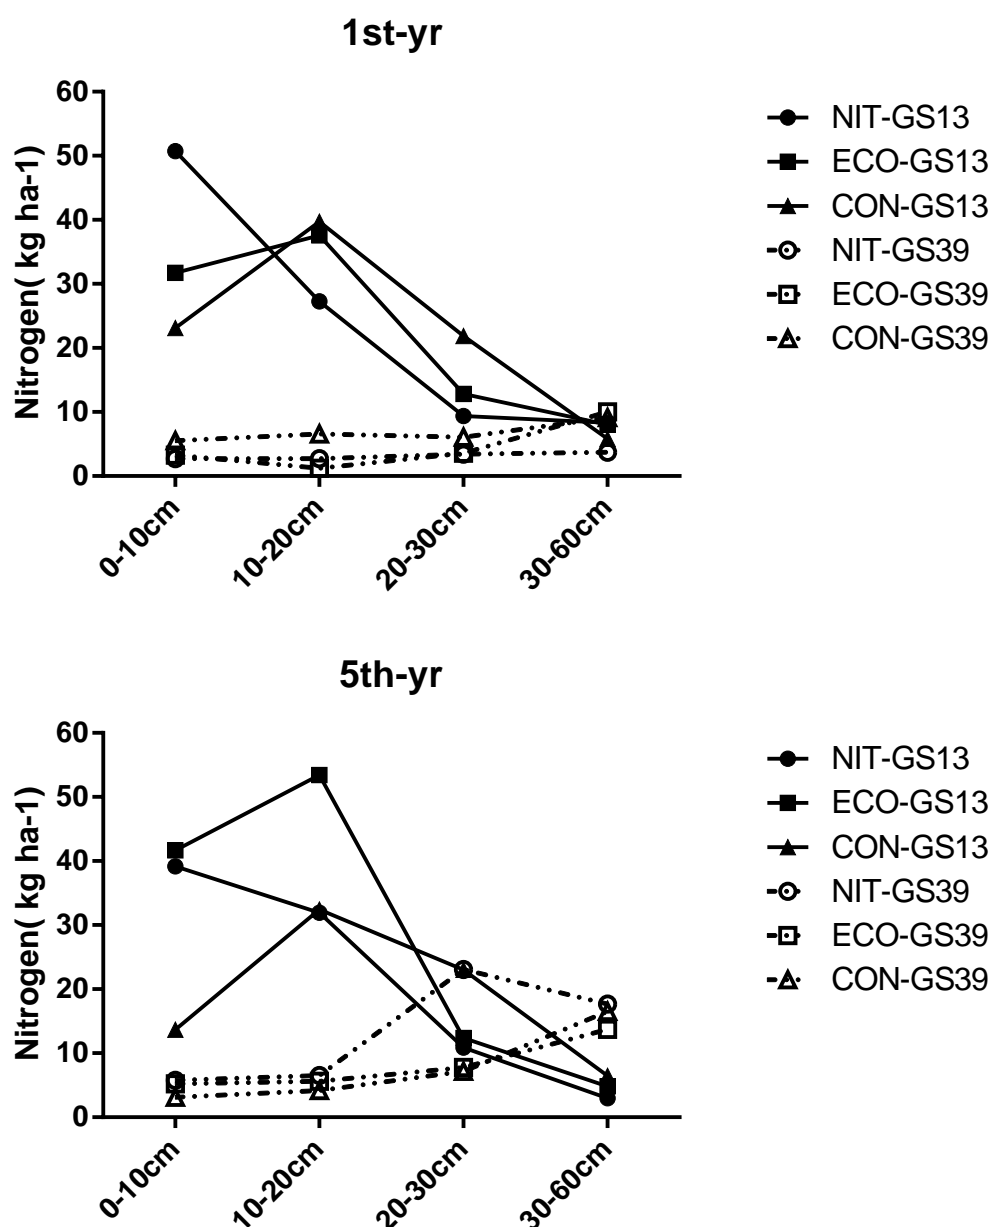 1st-yr
Nitrogen( kg ha-1)
60
50
40
30
20
10
0
0-10cm
10-20cm
20-30cm
30-60cm
NIT-GS13
ECO-GS13
CON-GS13
NIT-GS39
ECO-GS39
CON-GS39
5th-yr
Nitrogen( kg ha-1)
60
50
40
30
20
10
0
0-10cm
10-20cm
20-30cm
30-60cm
NIT-GS13
ECO-GS13
CON-GS13
NIT-GS39
ECO-GS39
CON-GS39